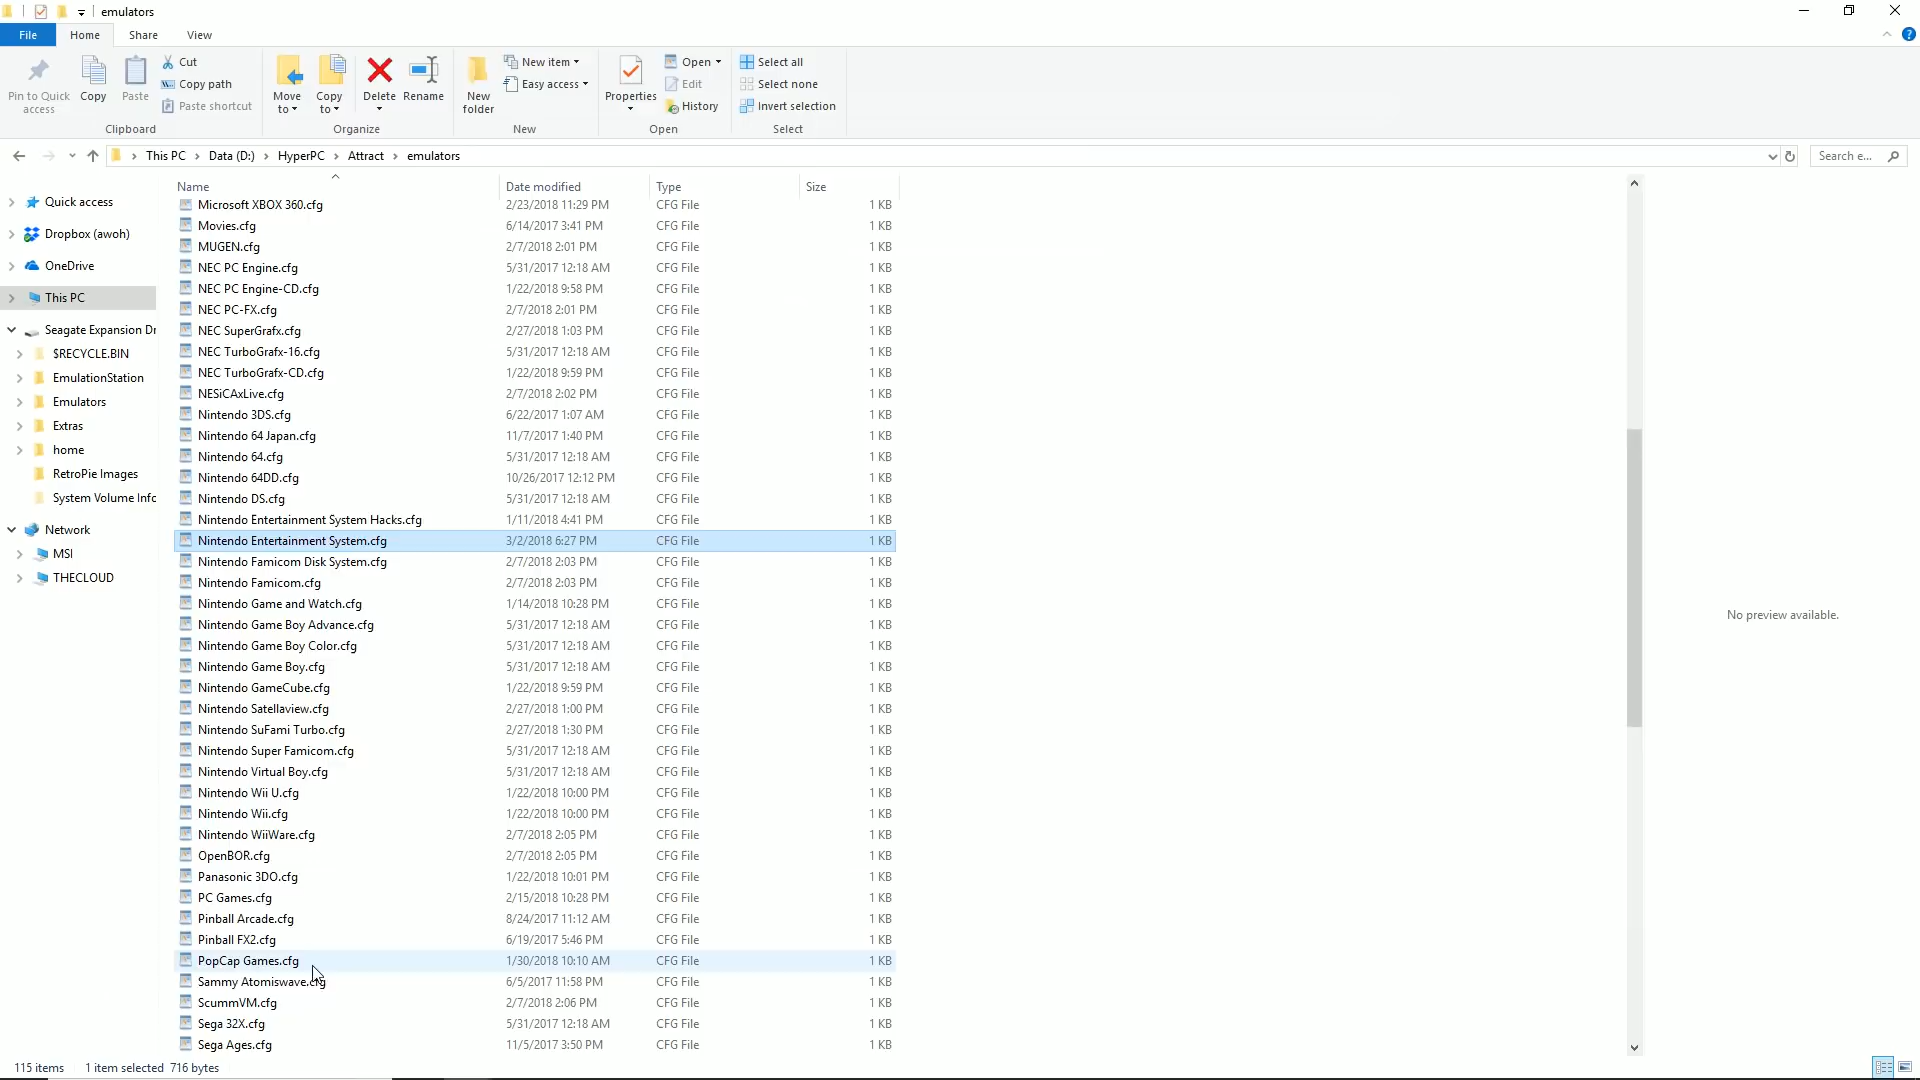 emulators
File Home Share View
Pin to Quick access
Copy
Paste
Cut
Copy path
Paste shortcut
Clipboard
Move to
Copy to
Delete
Rename
Organize
New folder
New item
Easy access
New
Properties
Open
Edit
History
Open
Select all
Select none
Invert selection
Select
This PC Data (D:) HyperPC Attract emulators
Search e...
Quick access
Dropbox (awoh)
OneDrive
This PC
Seagate Expansion Dr
$RECYCLE.BIN
EmulationStation
Emulators
Extras
home
RetroPie Images
System Volume Info
Network
MSI
THECLOUD
Name Date modified Type Size
Microsoft XBOX 360.cfg 2/23/2018 11:29 PM CFG File 1 KB
Movies.cfg 6/14/2017 3:41 PM CFG File 1 KB
MUGEN.cfg 2/7/2018 2:01 PM CFG File 1 KB
NEC PC Engine.cfg 5/31/2017 12:18 AM CFG File 1 KB
NEC PC Engine-CD.cfg 1/22/2018 9:58 PM CFG File 1 KB
NEC PC-FX.cfg 2/7/2018 2:01 PM CFG File 1 KB
NEC SuperGrafx.cfg 2/27/2018 1:03 PM CFG File 1 KB
NEC TurboGrafx-16.cfg 5/31/2017 12:18 AM CFG File 1 KB
NEC TurboGrafx-CD.cfg 1/22/2018 9:59 PM CFG File 1 KB
NESiCAxLive.cfg 2/7/2018 2:02 PM CFG File 1 KB
Nintendo 3DS.cfg 6/22/2017 1:07 AM CFG File 1 KB
Nintendo 64 Japan.cfg 11/7/2017 1:40 PM CFG File 1 KB
Nintendo 64.cfg 5/31/2017 12:18 AM CFG File 1 KB
Nintendo 64DD.cfg 10/26/2017 12:12 PM CFG File 1 KB
Nintendo DS.cfg 5/31/2017 12:18 AM CFG File 1 KB
Nintendo Entertainment System Hacks.cfg 1/11/2018 4:41 PM CFG File 1 KB
Nintendo Entertainment System.cfg 3/2/2018 6:27 PM CFG File 1 KB
Nintendo Famicom Disk System.cfg 2/7/2018 2:03 PM CFG File 1 KB
Nintendo Famicom.cfg 2/7/2018 2:03 PM CFG File 1 KB
Nintendo Game and Watch.cfg 1/14/2018 10:28 PM CFG File 1 KB
Nintendo Game Boy Advance.cfg 5/31/2017 12:18 AM CFG File 1 KB
Nintendo Game Boy Color.cfg 5/31/2017 12:18 AM CFG File 1 KB
Nintendo Game Boy.cfg 5/31/2017 12:18 AM CFG File 1 KB
Nintendo GameCube.cfg 1/22/2018 9:59 PM CFG File 1 KB
Nintendo Satellaview.cfg 2/27/2018 1:00 PM CFG File 1 KB
Nintendo SuFami Turbo.cfg 2/27/2018 1:30 PM CFG File 1 KB
Nintendo Super Famicom.cfg 5/31/2017 12:18 AM CFG File 1 KB
Nintendo Virtual Boy.cfg 5/31/2017 12:18 AM CFG File 1 KB
Nintendo Wii U.cfg 1/22/2018 10:00 PM CFG File 1 KB
Nintendo Wii.cfg 1/22/2018 10:00 PM CFG File 1 KB
Nintendo WiiWare.cfg 2/7/2018 2:05 PM CFG File 1 KB
OpenBOR.cfg 2/7/2018 2:05 PM CFG File 1 KB
Panasonic 3DO.cfg 1/22/2018 10:01 PM CFG File 1 KB
PC Games.cfg 2/15/2018 10:28 PM CFG File 1 KB
Pinball Arcade.cfg 8/24/2017 11:12 AM CFG File 1 KB
Pinball FX2.cfg 6/19/2017 5:46 PM CFG File 1 KB
PopCap Games.cfg 1/30/2018 10:10 AM CFG File 1 KB
Sammy Atomiswave.cfg 6/5/2017 11:58 PM CFG File 1 KB
ScummVM.cfg 2/7/2018 2:06 PM CFG File 1 KB
Sega 32X.cfg 5/31/2017 12:18 AM CFG File 1 KB
Sega Ages.cfg 11/5/2017 3:50 PM CFG File 1 KB
No preview available.
115 items 1 item selected 716 bytes